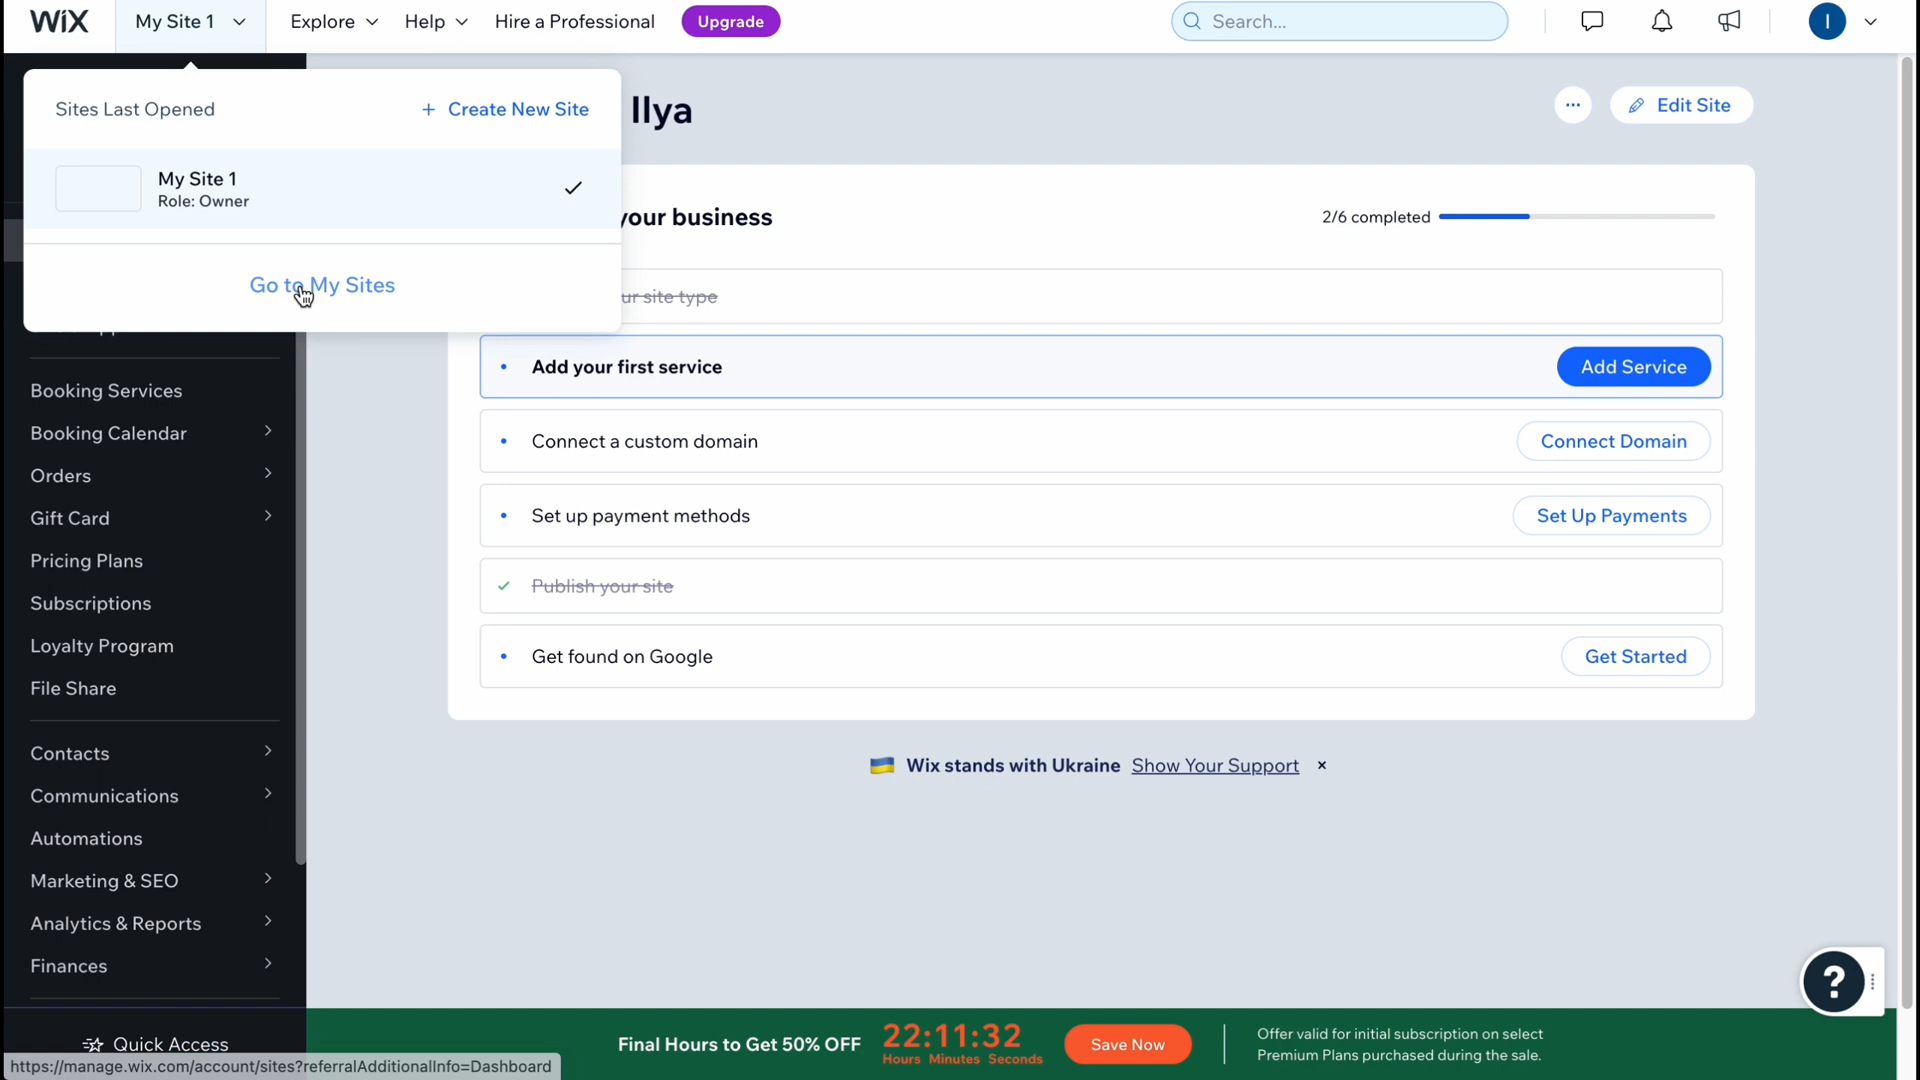 WIX
My Site 1
Explore
Help
Hire a Professional
Upgrade
Search...
I
Sites Last Opened
+ Create New Site
My Site 1
Role: Owner
Go to My Sites
Ilya
Edit Site
your business
2/6 completed
ur site type
Add your first service
Add Service
Connect a custom domain
Connect Domain
Set up payment methods
Set Up Payments
Publish your site
Get found on Google
Get Started
Wix stands with Ukraine Show Your Support ×
Booking Services
Booking Calendar
Orders
Gift Card
Pricing Plans
Subscriptions
Loyalty Program
File Share
Contacts
Communications
Automations
Marketing & SEO
Analytics & Reports
Finances
Quick Access
https://manage.wix.com/account/sites?referralAdditionalInfo=Dashboard
Final Hours to Get 50% OFF
22:11:32
Hours Minutes Seconds
Save Now
Offer valid for initial subscription on select
Premium Plans purchased during the sale.
?